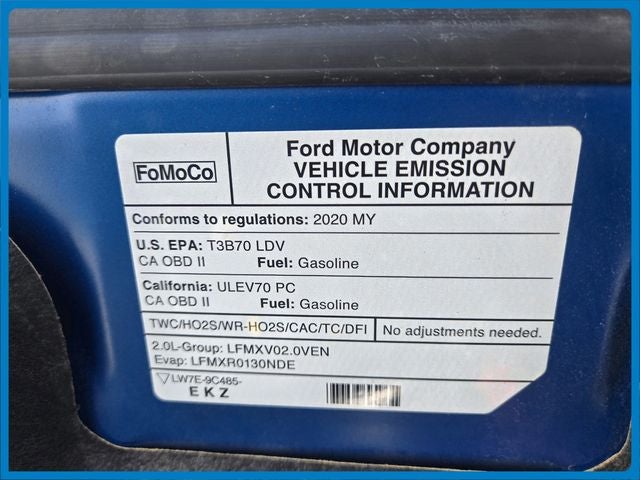 FoMoCo
Ford Motor Company
VEHICLE EMISSION
CONTROL INFORMATION
Conforms to regulations: 2020 MY
U.S. EPA: T3B70 LDV
CA OBD II Fuel: Gasoline
California: ULEV70 PC
CA OBD II Fuel: Gasoline
TWC/HO2S/WR-HO2S/CAC/TC/DFI
No adjustments needed.
2.0L-Group: LFMXV02.0VEN
Evap: LFMXR0130NDE
LW7E-9C485-
EKZ